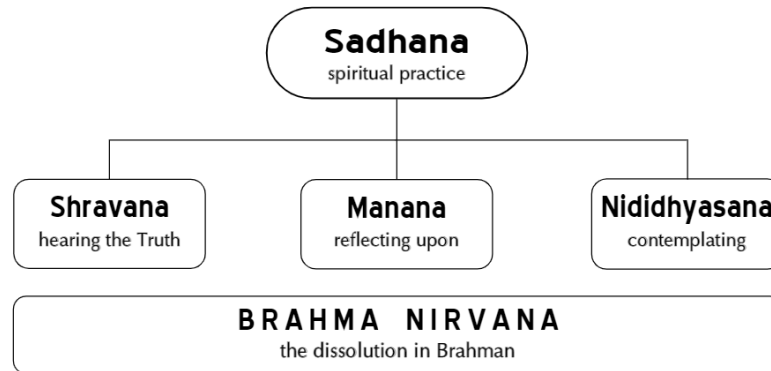 Sadhana
spiritual practice
Shravana
hearing the Truth
Manana
reflecting upon
Nididhyasana
contemplating
BRAHMA NIRVANA
the dissolution in Brahman